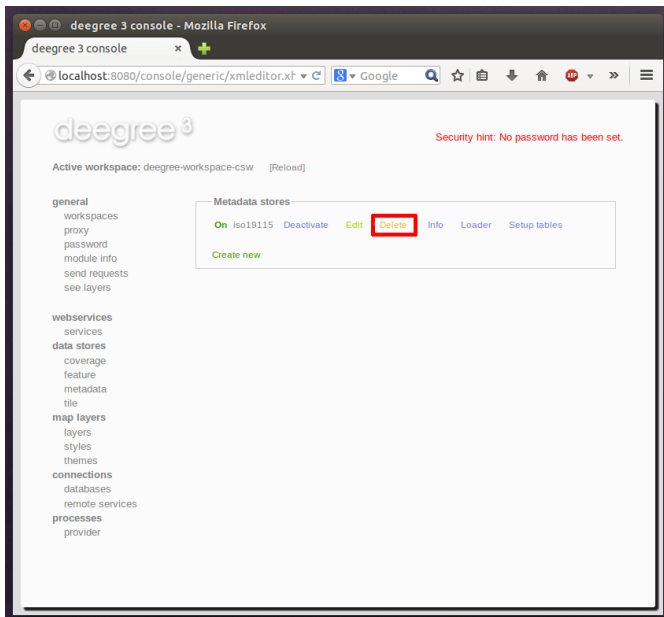 deegree 3 console - Mozilla Firefox
deegree 3 console
localhost:8080/console/generic/xmleditor.xh
Google
deegree 3
Security hint: No password has been set.
Active workspace: deegree-workspace-csw [Reload]
general
workspaces
proxy
password
module info
send requests
see layers
webservices
services
data stores
coverage
feature
metadata
tile
map layers
layers
styles
themes
connections
databases
remote services
processes
provider
Metadata stores
On iso19115 Deactivate Edit Delete Info Loader Setup tables
Create new